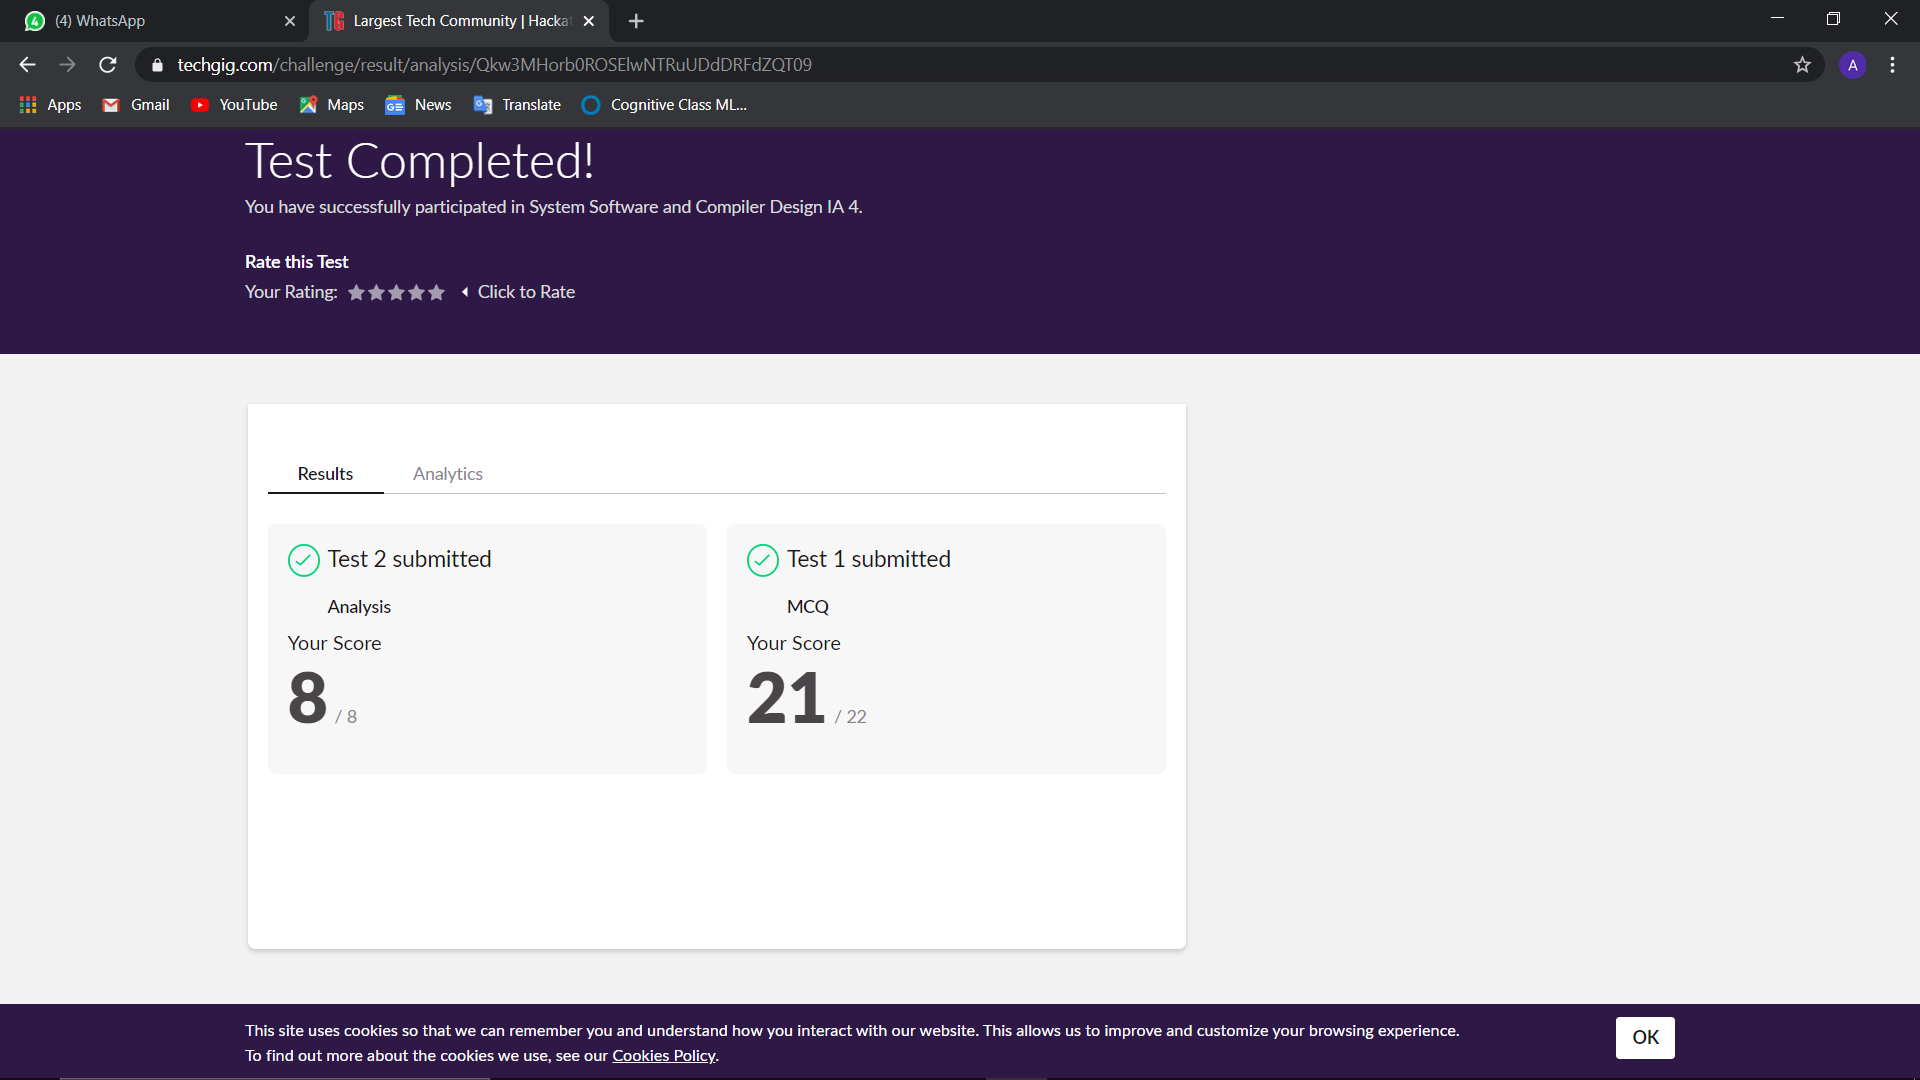 (4) WhatsApp
Largest Tech Community | Hacka
techgig.com/challenge/result/analysis/Qkw3MHorb0ROSElwNTRuUDdDRFdZQT09
A
Apps Gmail YouTube Maps News Translate Cognitive Class ML...
Test Completed!
You have successfully participated in System Software and Compiler Design IA 4.
Rate this Test
Your Rating: Click to Rate
Results Analytics
Test 2 submitted
Analysis
Your Score
8 / 8
Test 1 submitted
MCQ
Your Score
21 / 22
This site uses cookies so that we can remember you and understand how you interact with our website. This allows us to improve and customize your browsing experience.
To find out more about the cookies we use, see our Cookies Policy.
OK